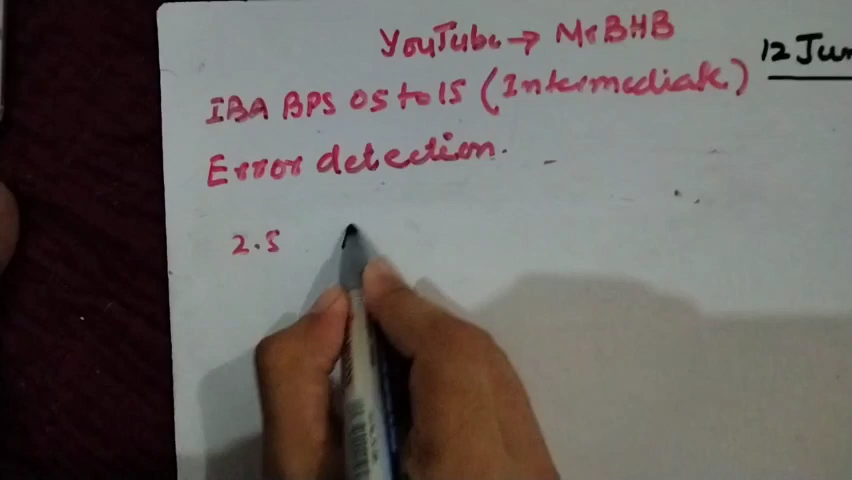 YouTube → MrBHB
12 Jun
IBA BPS 05 to 15 (Intermediate)
Error detection.
2.5